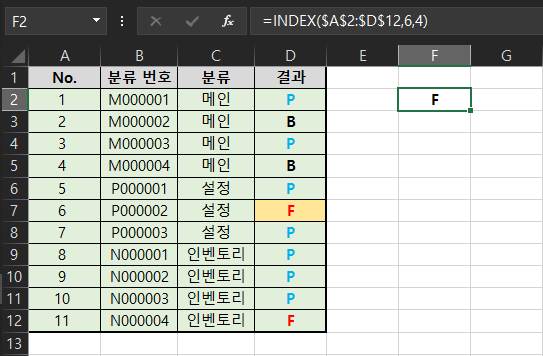 F2 fx =INDEX($A$2:$D$12,6,4)
A B C D E F G
1 No. 분류 번호 분류 결과
2 1 M000001 메인 P F
3 2 M000002 메인 B
4 3 M000003 메인 P
5 4 M000004 메인 B
6 5 P000001 설정 P
7 6 P000002 설정 F
8 7 P000003 설정 P
9 8 N000001 인벤토리 P
10 9 N000002 인벤토리 P
11 10 N000003 인벤토리 P
12 11 N000004 인벤토리 F
13